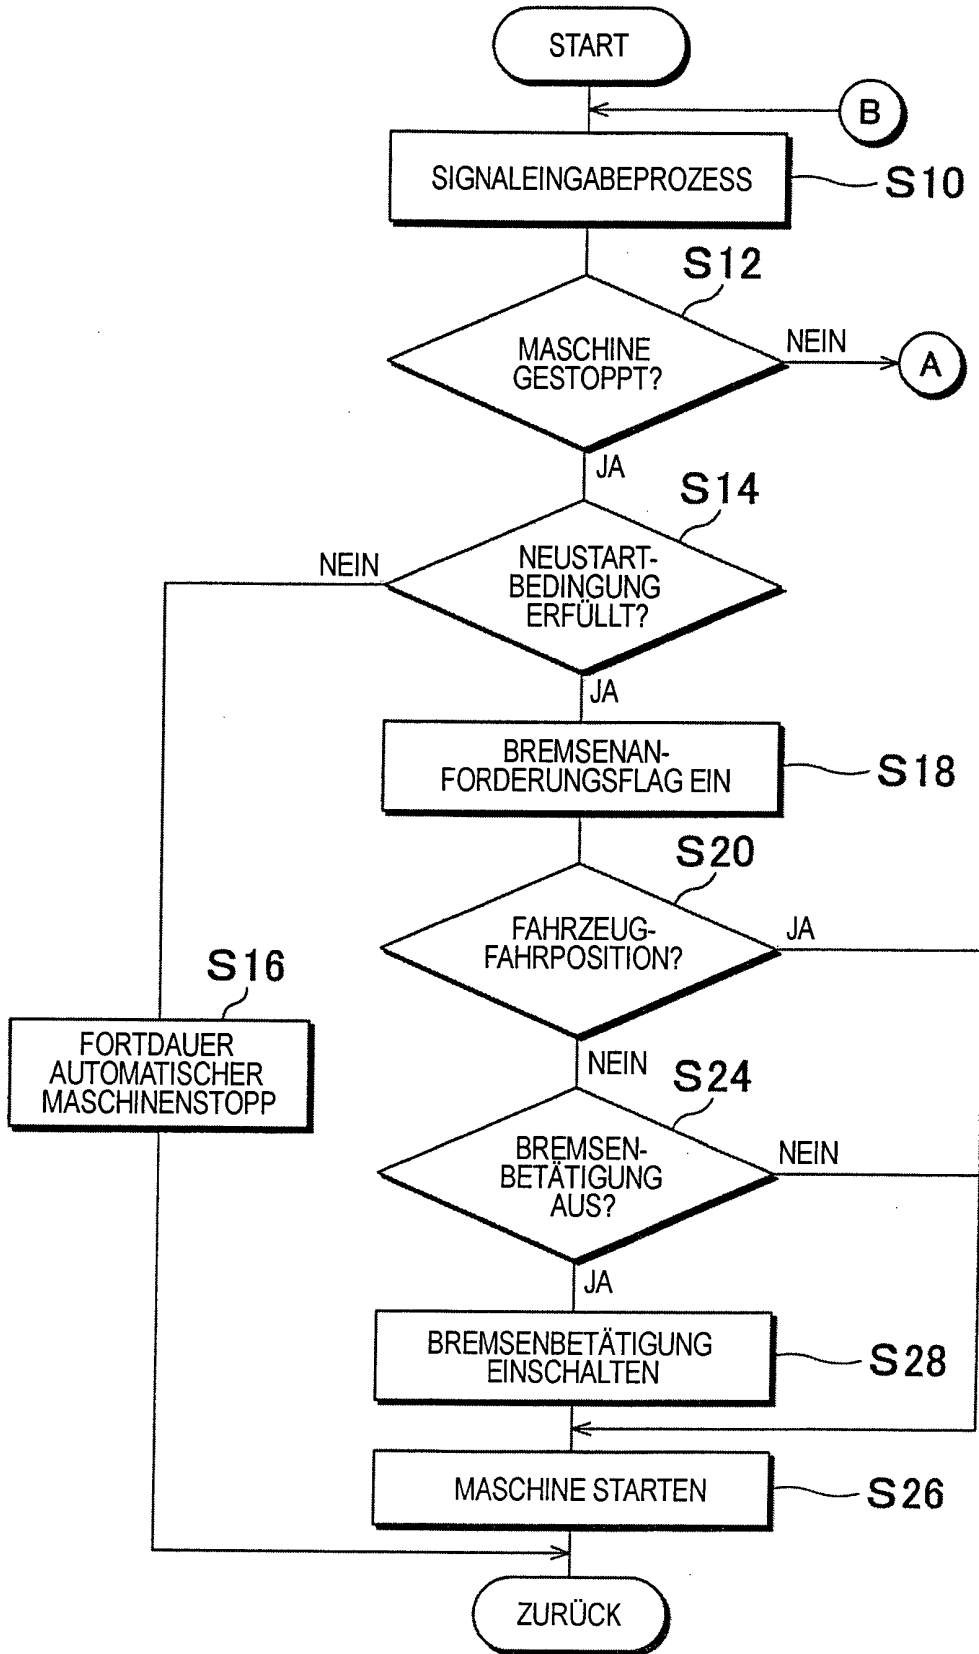 START
B
SIGNALEINGABEPROZESS
S10
S12
MASCHINE
GESTOPPT?
NEIN
A
JA
S14
NEIN
NEUSTART-
BEDINGUNG
ERFÜLLT?
JA
BREMSENAN-
FORDERUNGSFLAG EIN
S18
S20
FAHRZEUG-
FAHRPOSITION?
JA
S16
FORTDAUER
AUTOMATISCHER
MASCHINENSTOPP
NEIN
S24
BREMSEN-
BETÄTIGUNG
AUS?
NEIN
JA
BREMSENBETÄTIGUNG
EINSCHALTEN
S28
MASCHINE STARTEN
S26
ZURÜCK